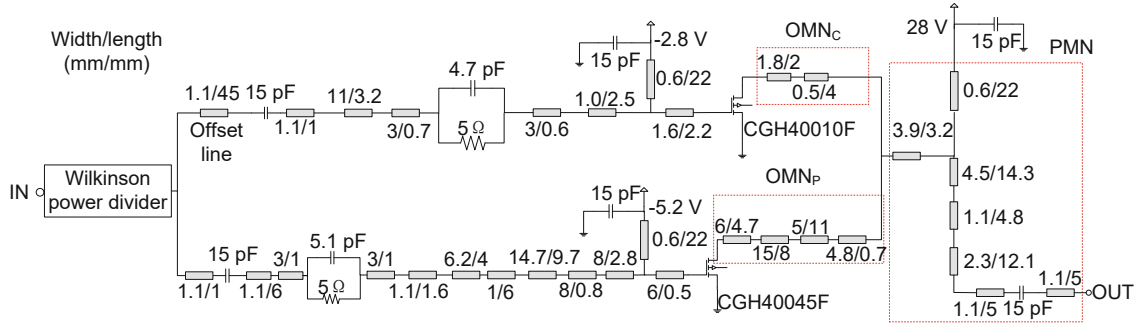 Width/length
(mm/mm)
-2.8 V
15 pF
OMNC
28 V
15 pF
PMN
1.1/45
15 pF
11/3.2
4.7 pF
1.0/2.5
0.6/22
1.8/2
0.5/4
0.6/22
Offset
line
1.1/1
3/0.7
5 Ω
3/0.6
1.6/2.2
CGH40010F
3.9/3.2
IN
Wilkinson
power divider
OMNP
4.5/14.3
15 pF
-5.2 V
0.6/22
6/4.7
5/11
15/8
4.8/0.7
1.1/4.8
15 pF
3/1
5.1 pF
3/1
6.2/4
14.7/9.7
8/2.8
2.3/12.1
1.1/1
1.1/6
5 Ω
1.1/1.6
1/6
8/0.8
6/0.5
CGH40045F
1.1/5
15 pF
1.1/5
OUT